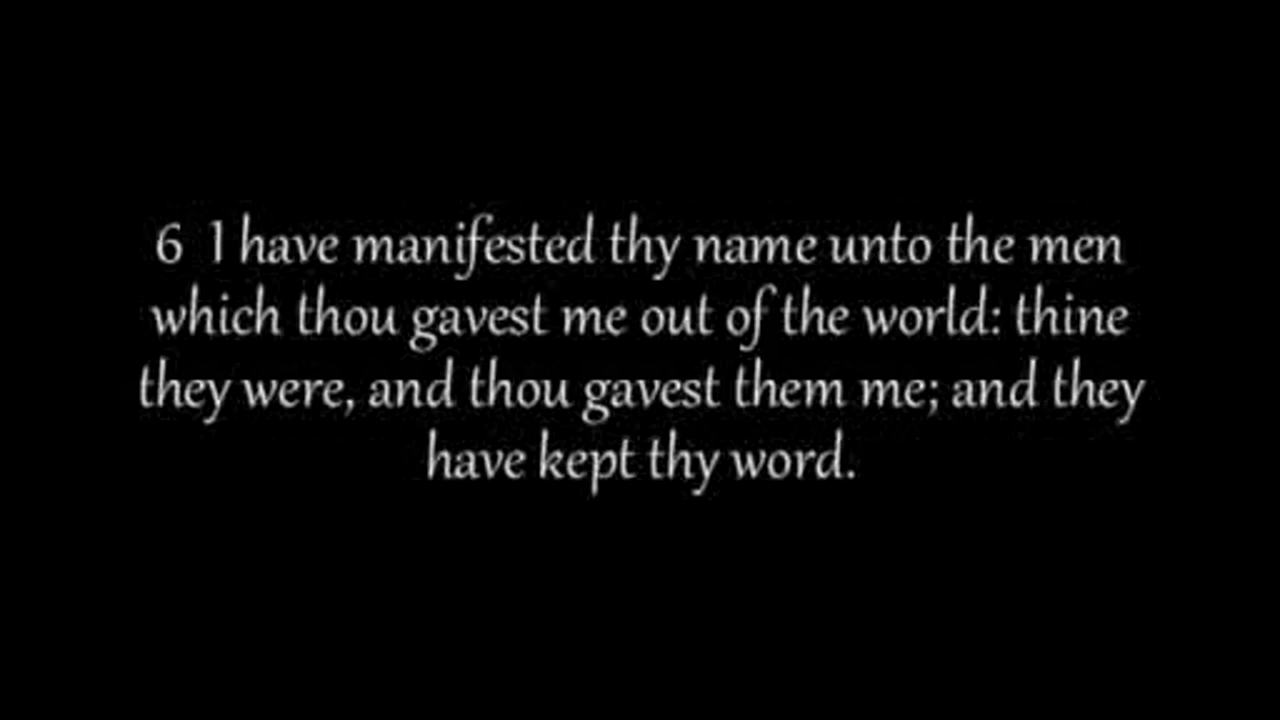 6 I have manifested thy name unto the men
which thou gavest me out of the world: thine
they were, and thou gavest them me; and they
have kept thy word.